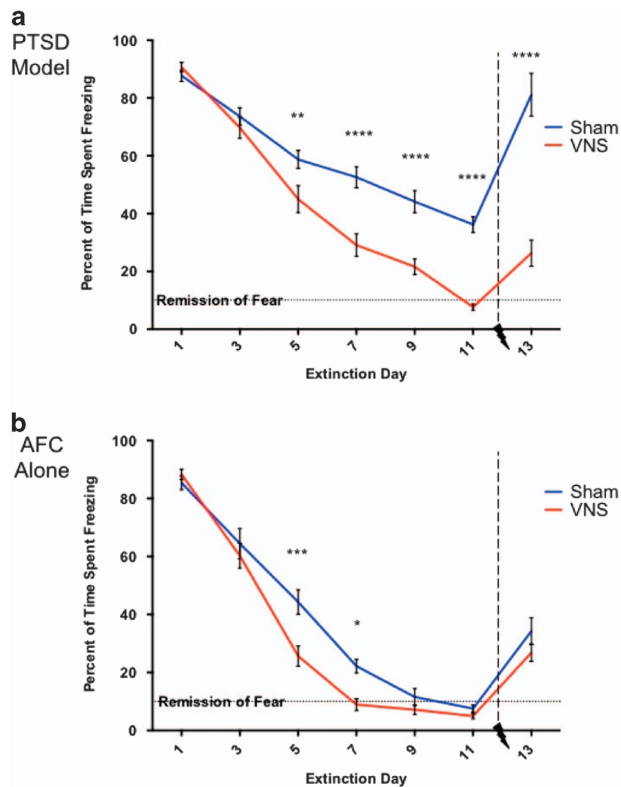 a
PTSD
Model
100
80
60
40
20
0
Percent of Time Spent Freezing
**
****
****
****
****
Sham
VNS
Remission of Fear
1
3
5
7
9
11
13
Extinction Day
b
AFC
Alone
100
80
60
40
20
0
Percent of Time Spent Freezing
***
*
Sham
VNS
Remission of Fear
1
3
5
7
9
11
13
Extinction Day